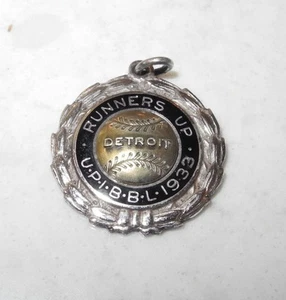 · RUNNERS UP ·
DETROIT
U·P·I·B·B·L·1933